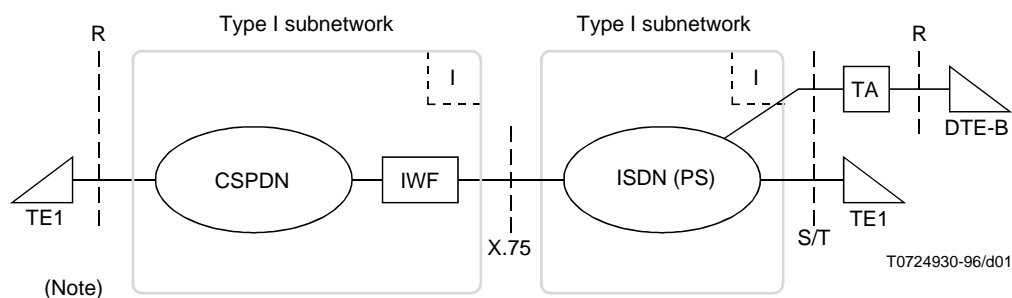 Type I subnetwork
Type I subnetwork
R
R
I
I
TA
DTE-B
CSPDN
IWF
ISDN (PS)
TE1
TE1
X.75
S/T
T0724930-96/d01
(Note)